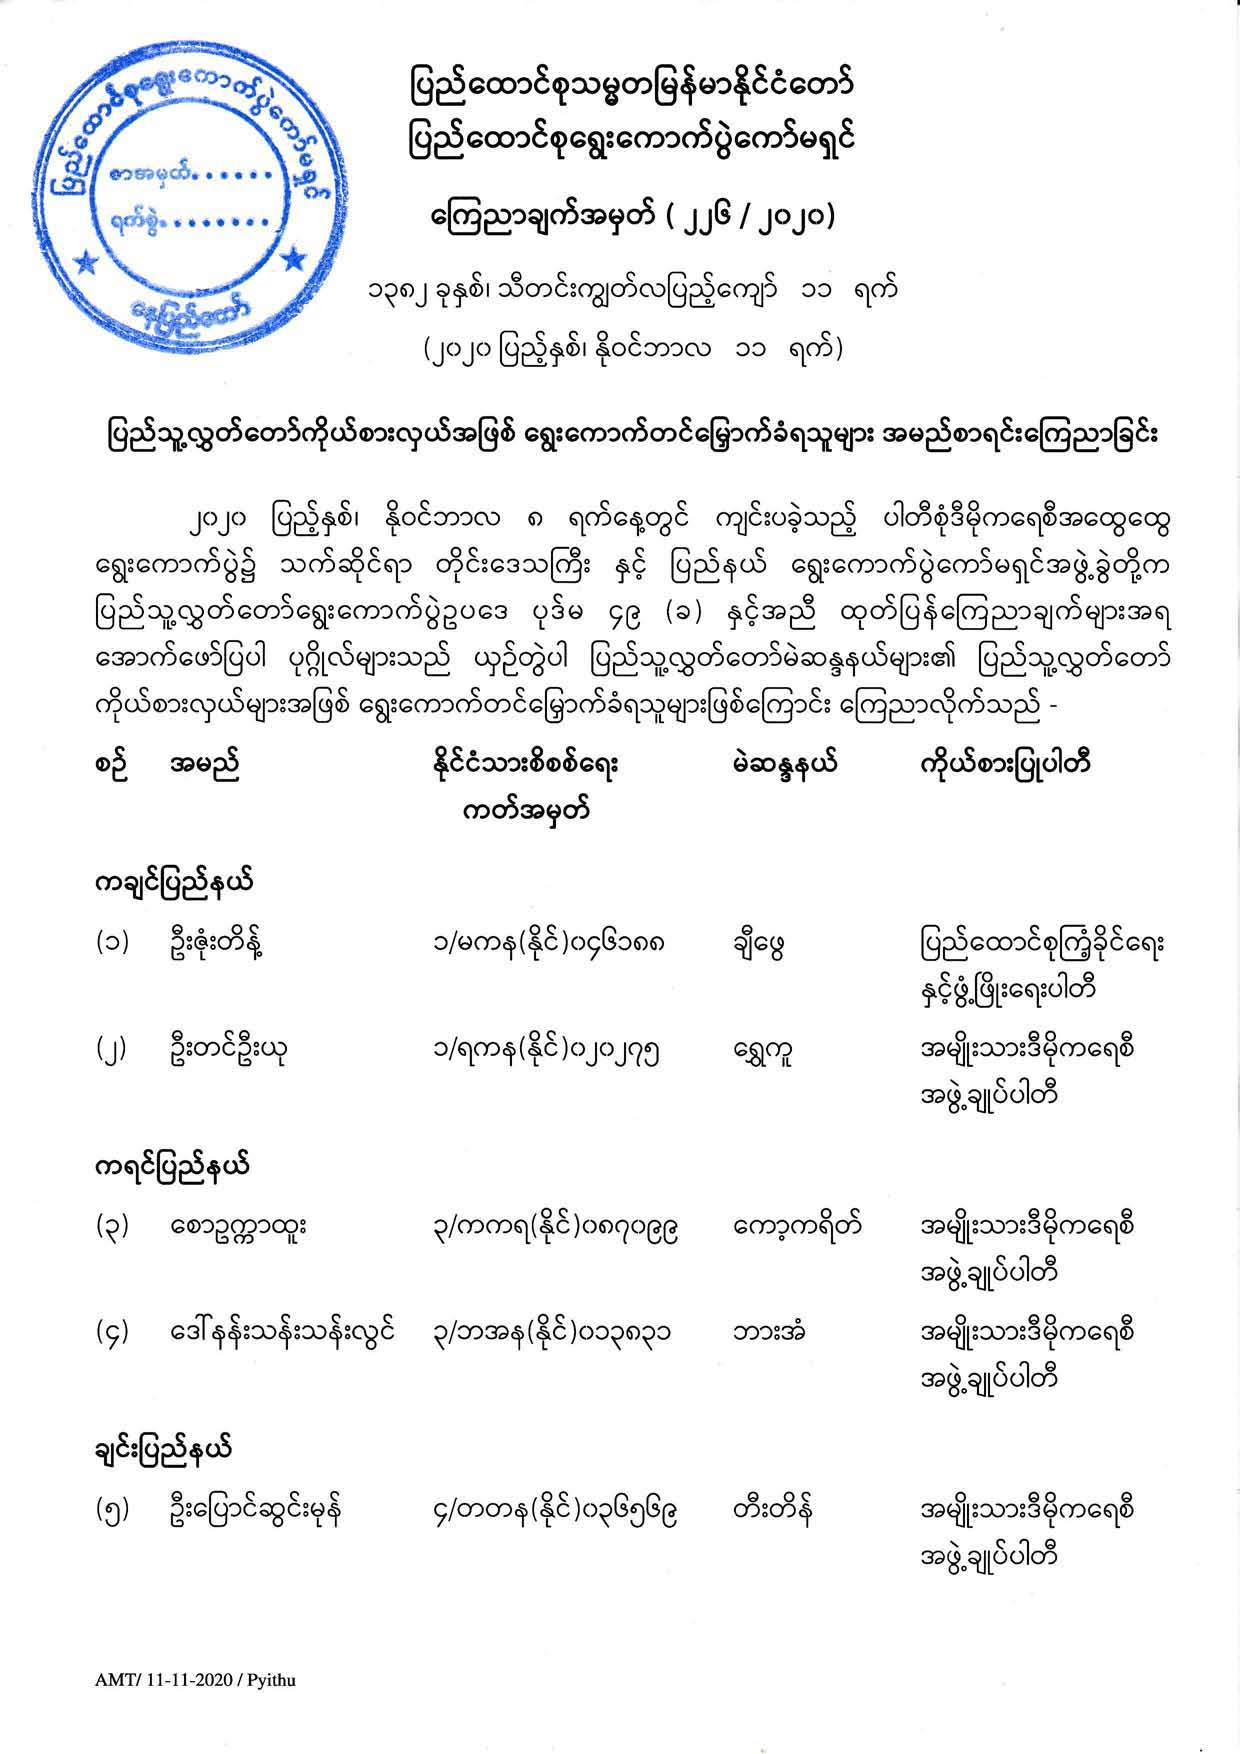 ပြည်ထောင်စုရွေးကောက်ပွဲကော်မရှင်
စာအမှတ်......
ရက်စွဲ.........
နေပြည်တော်
ပြည်ထောင်စုသမ္မတမြန်မာနိုင်ငံတော်
ပြည်ထောင်စုရွေးကောက်ပွဲကော်မရှင်
ကြေညာချက်အမှတ် ( ၂၂၆ / ၂၀၂၀)
၁၃၈၂ ခုနှစ်၊ သီတင်းကျွတ်လပြည့်ကျော် ၁၁ ရက်
(၂၀၂၀ ပြည့်နှစ်၊ နိုဝင်ဘာလ ၁၁ ရက်)
ပြည်သူ့လွှတ်တော်ကိုယ်စားလှယ်အဖြစ် ရွေးကောက်တင်မြှောက်ခံရသူများ အမည်စာရင်းကြေညာခြင်း
၂၀၂၀ ပြည့်နှစ်၊ နိုဝင်ဘာလ ၈ ရက်နေ့တွင် ကျင်းပခဲ့သည့် ပါတီစုံဒီမိုကရေစီအထွေထွေ
ရွေးကောက်ပွဲ၌ သက်ဆိုင်ရာ တိုင်းဒေသကြီး နှင့် ပြည်နယ် ရွေးကောက်ပွဲကော်မရှင်အဖွဲ့ခွဲတို့က
ပြည်သူ့လွှတ်တော်ရွေးကောက်ပွဲဥပဒေ ပုဒ်မ ၄၉ (ခ) နှင့်အညီ ထုတ်ပြန်ကြေညာချက်များအရ
အောက်ဖော်ပြပါ ပုဂ္ဂိုလ်များသည် ယှဉ်တွဲပါ ပြည်သူ့လွှတ်တော်မဲဆန္ဒနယ်များ၏ ပြည်သူ့လွှတ်တော်
ကိုယ်စားလှယ်များအဖြစ် ရွေးကောက်တင်မြှောက်ခံရသူများဖြစ်ကြောင်း ကြေညာလိုက်သည် -
စဉ် အမည် နိုင်ငံသားစိစစ်ရေး မဲဆန္ဒနယ် ကိုယ်စားပြုပါတီ
ကတ်အမှတ်
ကချင်ပြည်နယ်
(၁) ဦးဇုံးတိန့် ၁/မကန(နိုင်)၀၄၆၁၈၈ ချီဖွေ ပြည်ထောင်စုကြံ့ခိုင်ရေး
နှင့်ဖွံ့ဖြိုးရေးပါတီ
(၂) ဦးတင်ဦးယု ၁/ရကန(နိုင်)၀၂၀၂၇၅ ရွှေကူ အမျိုးသားဒီမိုကရေစီ
အဖွဲ့ချုပ်ပါတီ
ကရင်ပြည်နယ်
(၃) စောဥက္ကာထူး ၃/ကကရ(နိုင်)၀၈၇၀၉၉ ကော့ကရိတ် အမျိုးသားဒီမိုကရေစီ
အဖွဲ့ချုပ်ပါတီ
(၄) ဒေါ်နန်းသန်းသန်းလွင် ၃/ဘအန(နိုင်)၀၁၃၈၃၁ ဘားအံ အမျိုးသားဒီမိုကရေစီ
အဖွဲ့ချုပ်ပါတီ
ချင်းပြည်နယ်
(၅) ဦးပြောင်ဆွင်းမုန် ၄/တတန(နိုင်)၀၃၆၅၆၉ တီးတိန် အမျိုးသားဒီမိုကရေစီ
အဖွဲ့ချုပ်ပါတီ
AMT/ 11-11-2020 / Pyithu